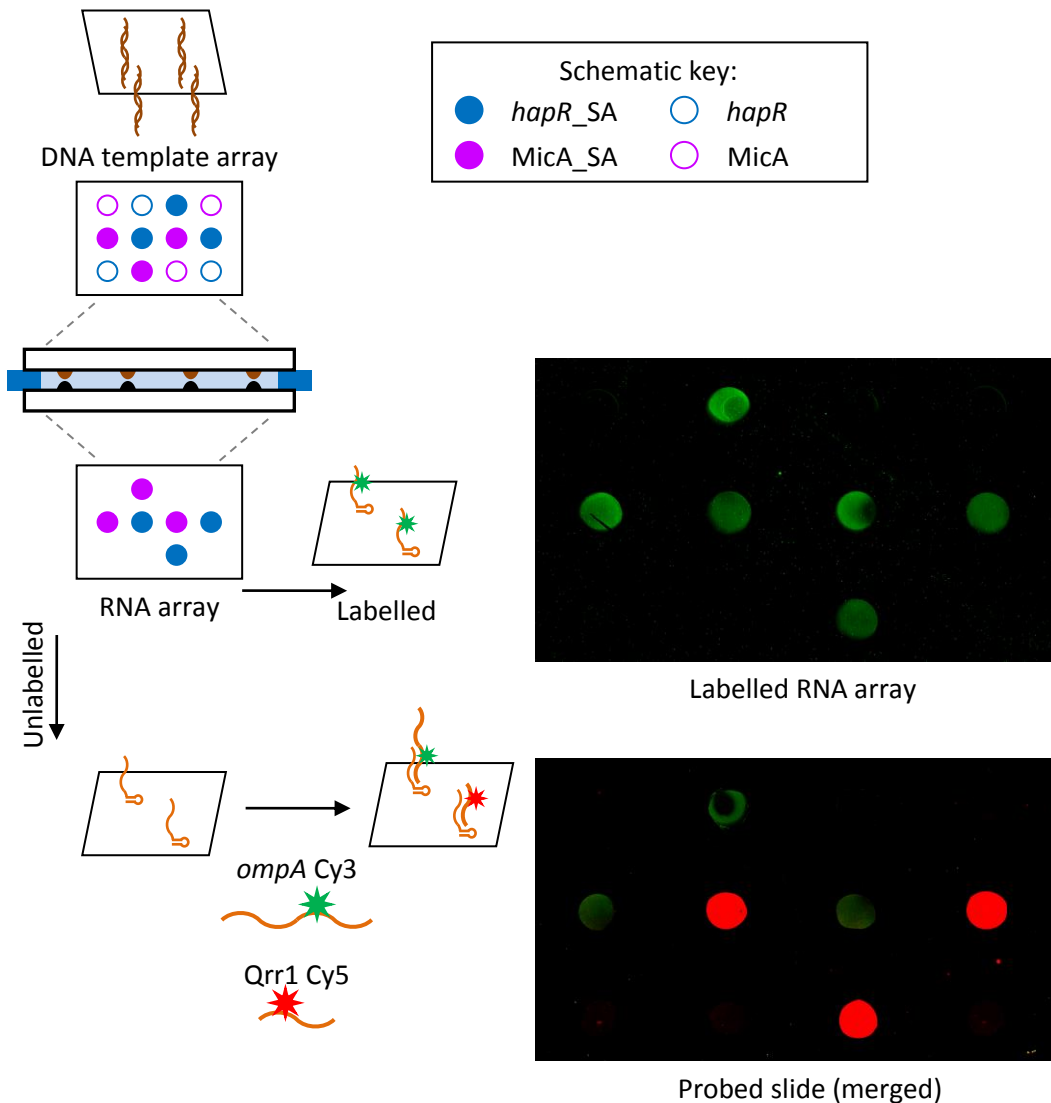 Schematic key:
hapR_SA
hapR
MicA_SA
MicA
DNA template array
RNA array
Labelled
Labelled RNA array
Unlabelled
ompA Cy3
Qrr1 Cy5
Probed slide (merged)